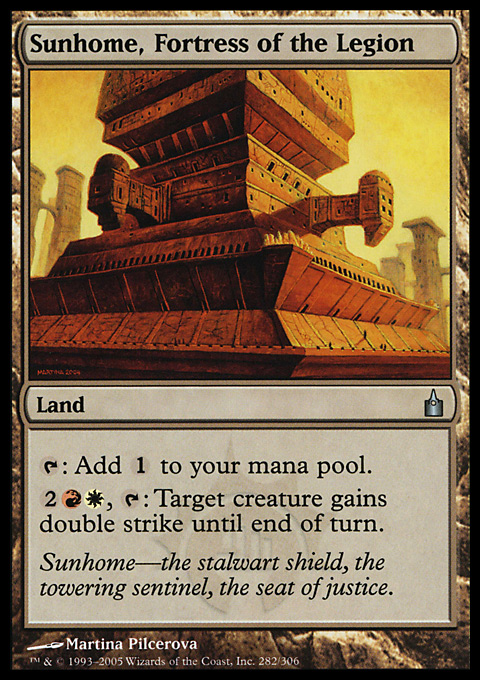 Sunhome, Fortress of the Legion
MARTINA 2004
Land
: Add 1 to your mana pool.
2, : Target creature gains
double strike until end of turn.
Sunhome—the stalwart shield, the
towering sentinel, the seat of justice.
Martina Pilcerova
™ & © 1993–2005 Wizards of the Coast, Inc. 282/306